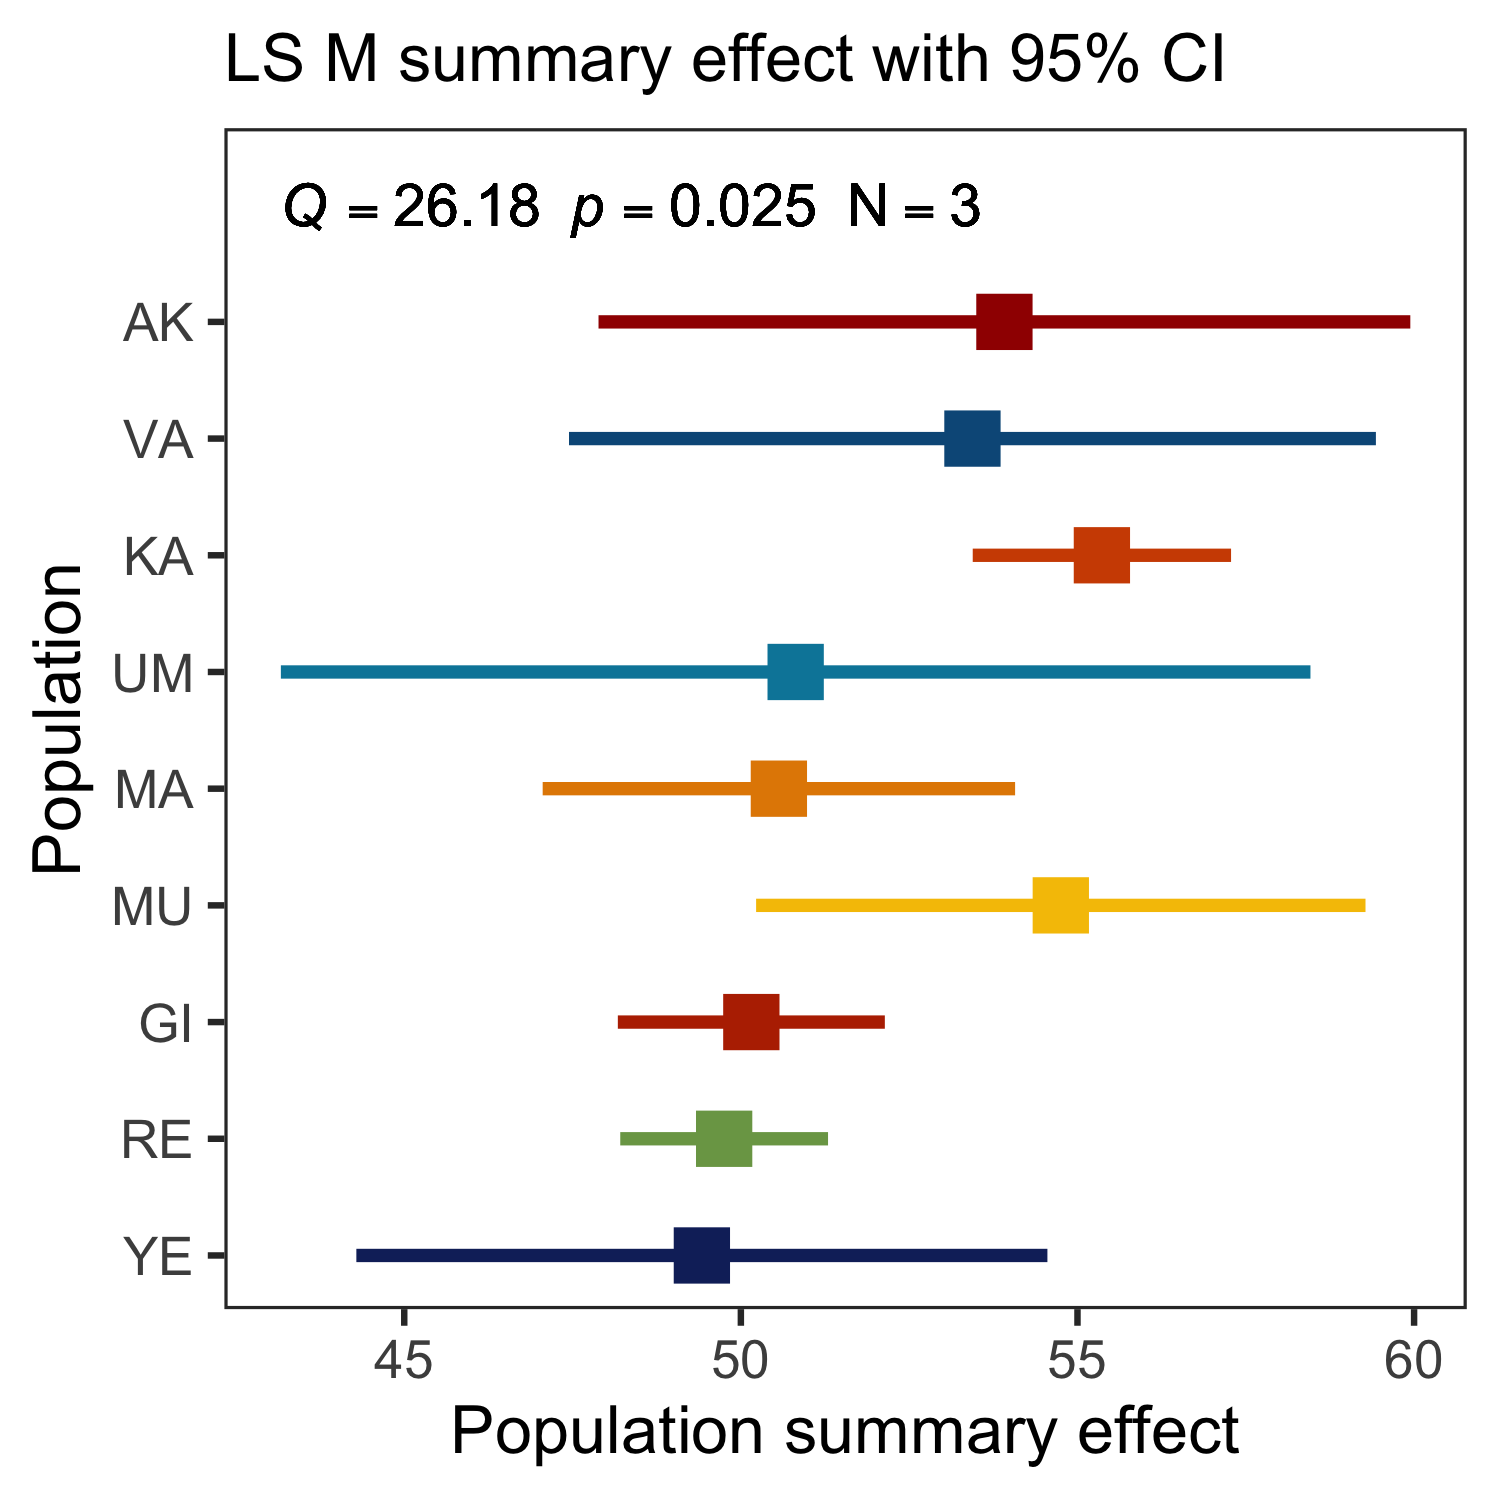 LS M summary effect with 95% CI
Q = 26.18 p = 0.025 N = 3
AK
VA
KA
UM
MA
MU
GI
RE
YE
Population
45 50 55 60
Population summary effect